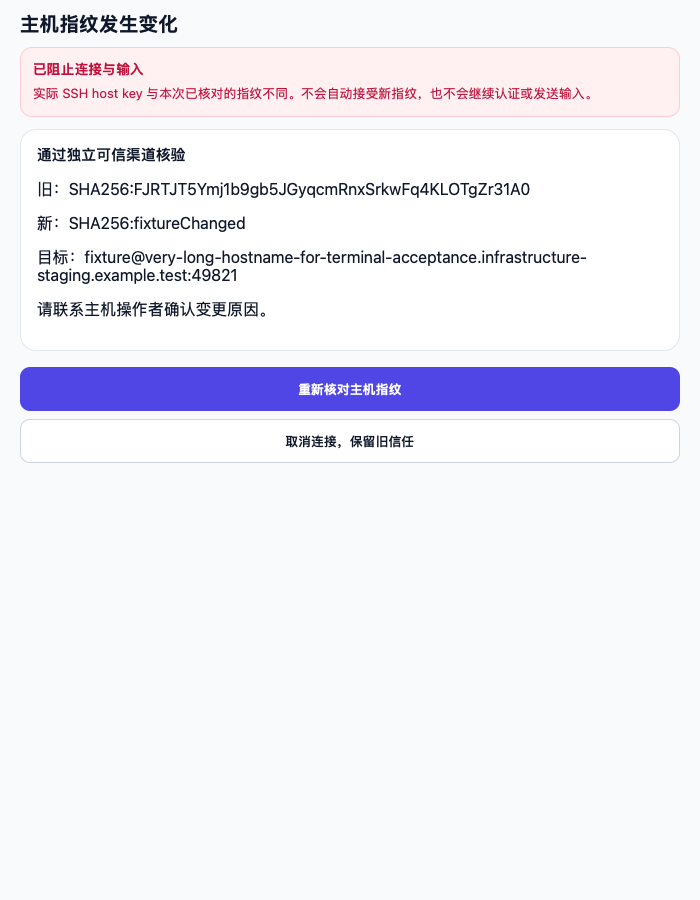 主机指纹发生变化
已阻止连接与输入
实际 SSH host key 与本次已核对的指纹不同。不会自动接受新指纹，也不会继续认证或发送输入。
通过独立可信渠道核验
旧：SHA256:FJRTJT5Ymj1b9gb5JGyqcmRnxSrkwFq4KLOTgZr31A0
新：SHA256:fixtureChanged
目标：fixture@very-long-hostname-for-terminal-acceptance.infrastructure-
staging.example.test:49821
请联系主机操作者确认变更原因。
重新核对主机指纹
取消连接，保留旧信任